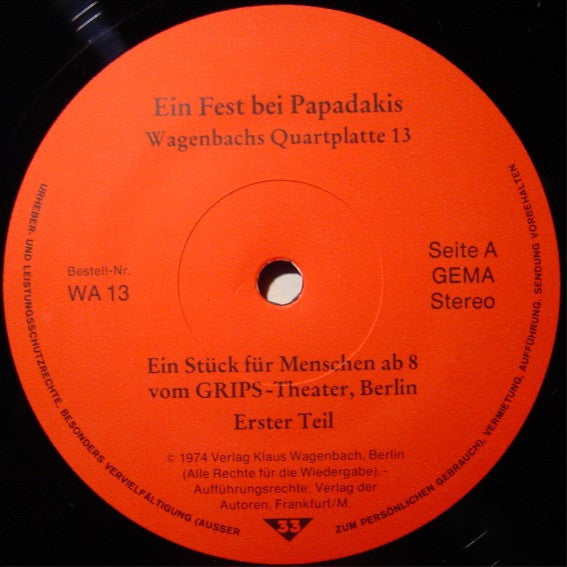 Ein Fest bei Papadakis
Wagenbachs Quartplatte 13
Bestell-Nr.
WA 13
Seite A
GEMA
Stereo
Ein Stück für Menschen ab 8
vom GRIPS-Theater, Berlin
Erster Teil
© 1974 Verlag Klaus Wagenbach, Berlin
(Alle Rechte für die Wiedergabe). -
Aufführungsrechte: Verlag der
Autoren, Frankfurt/M.
33
URHEBER- UND LEISTUNGSSCHUTZRECHTE, BESONDERS VERVIELFÄLTIGUNG (AUSSER ZUM PERSÖNLICHEN GEBRAUCH), VERMIETUNG, AUFFÜHRUNG, SENDUNG VORBEHALTEN